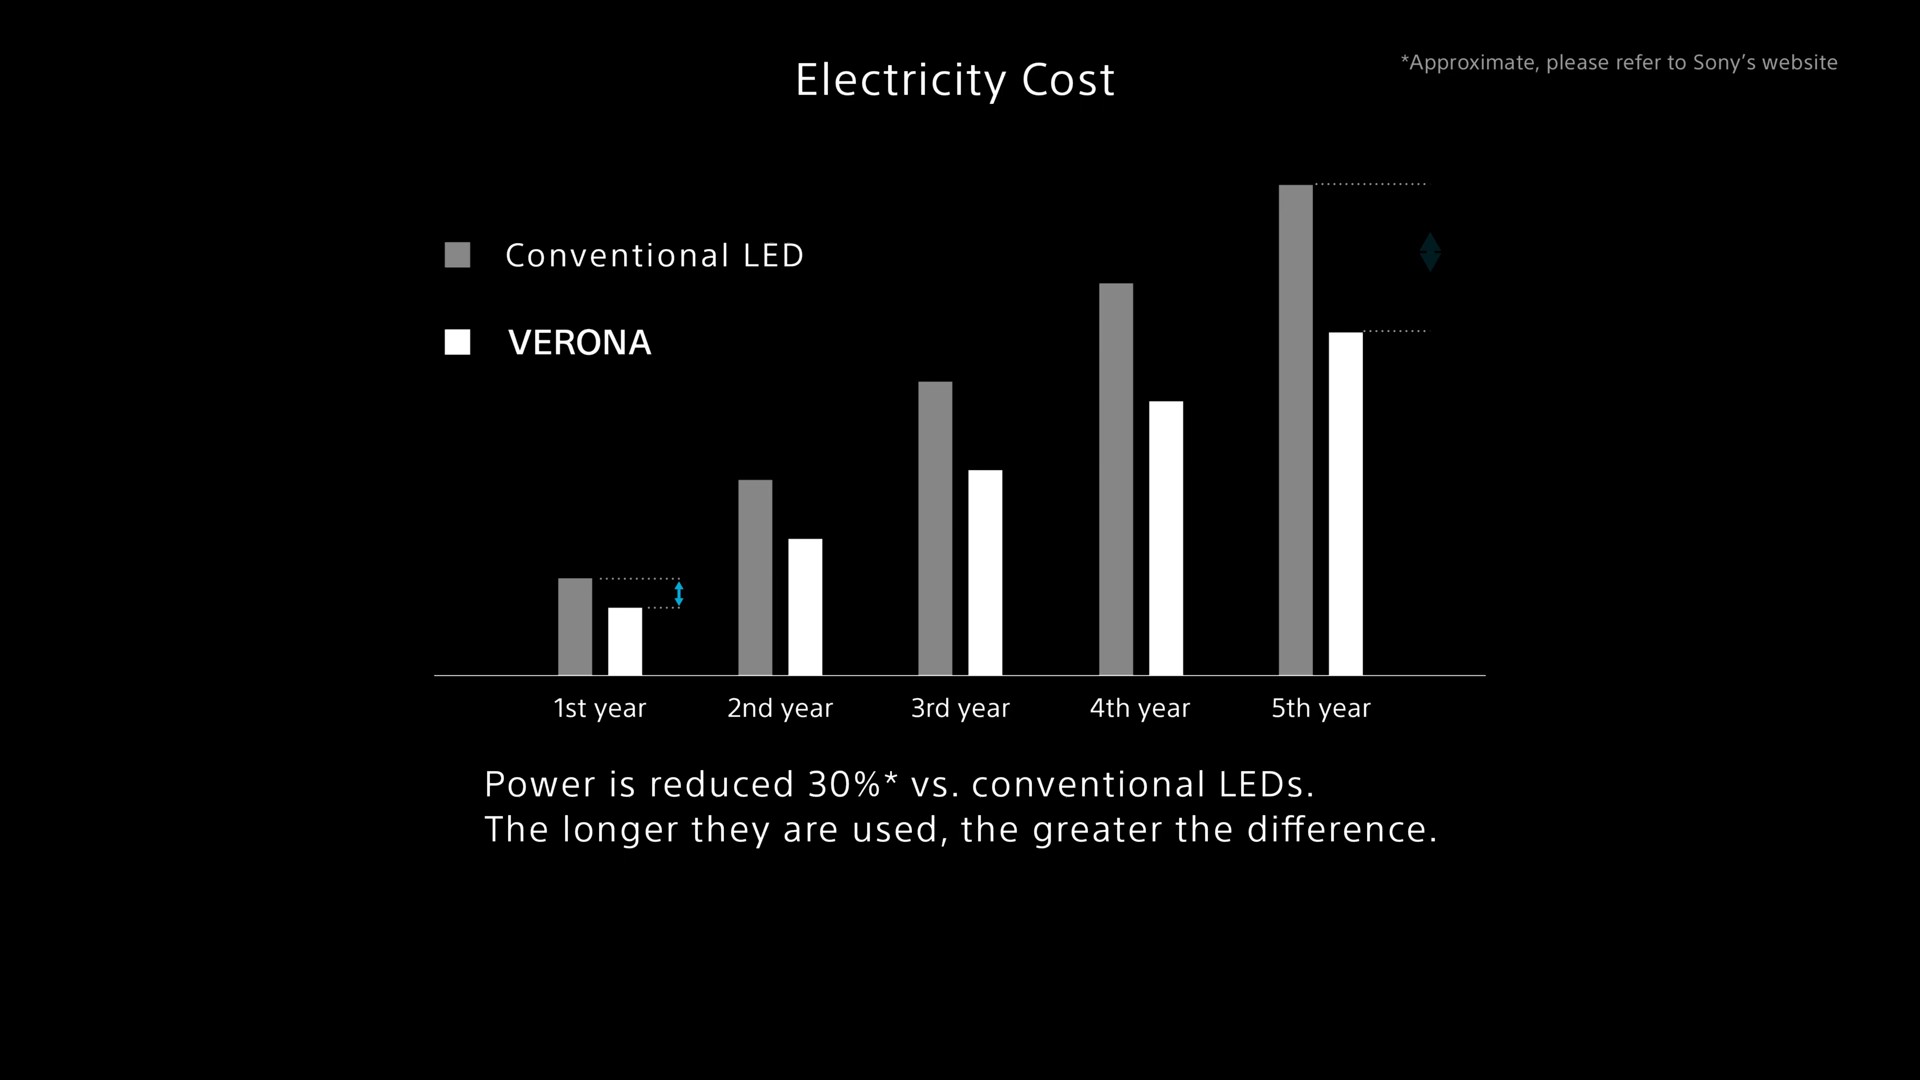 Electricity Cost
*Approximate, please refer to Sony’s website
Conventional LED
VERONA
1st year
2nd year
3rd year
4th year
5th year
Power is reduced 30%* vs. conventional LEDs.
The longer they are used, the greater the difference.